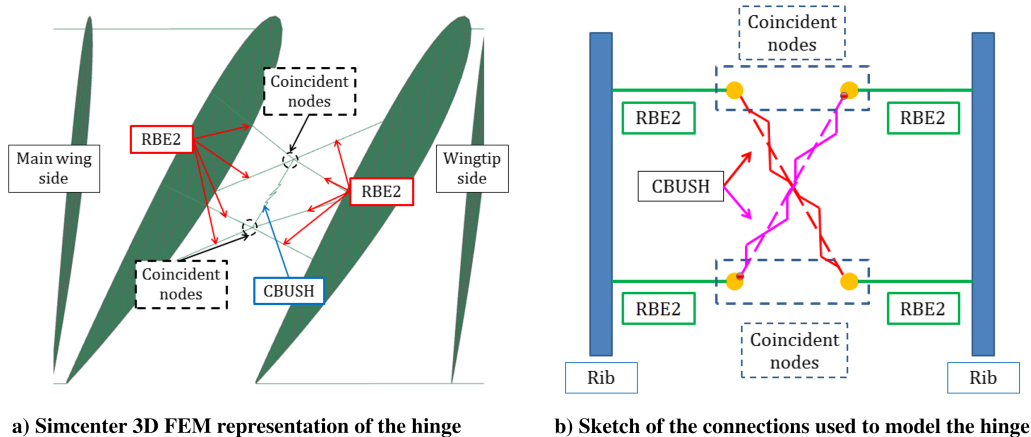 Coincident
nodes
RBE2
Main wing
side
Wingtip
side
RBE2
Coincident
nodes
CBUSH
a) Simcenter 3D FEM representation of the hinge
Coincident
nodes
RBE2
RBE2
CBUSH
RBE2
RBE2
Coincident
nodes
Rib
Rib
b) Sketch of the connections used to model the hinge